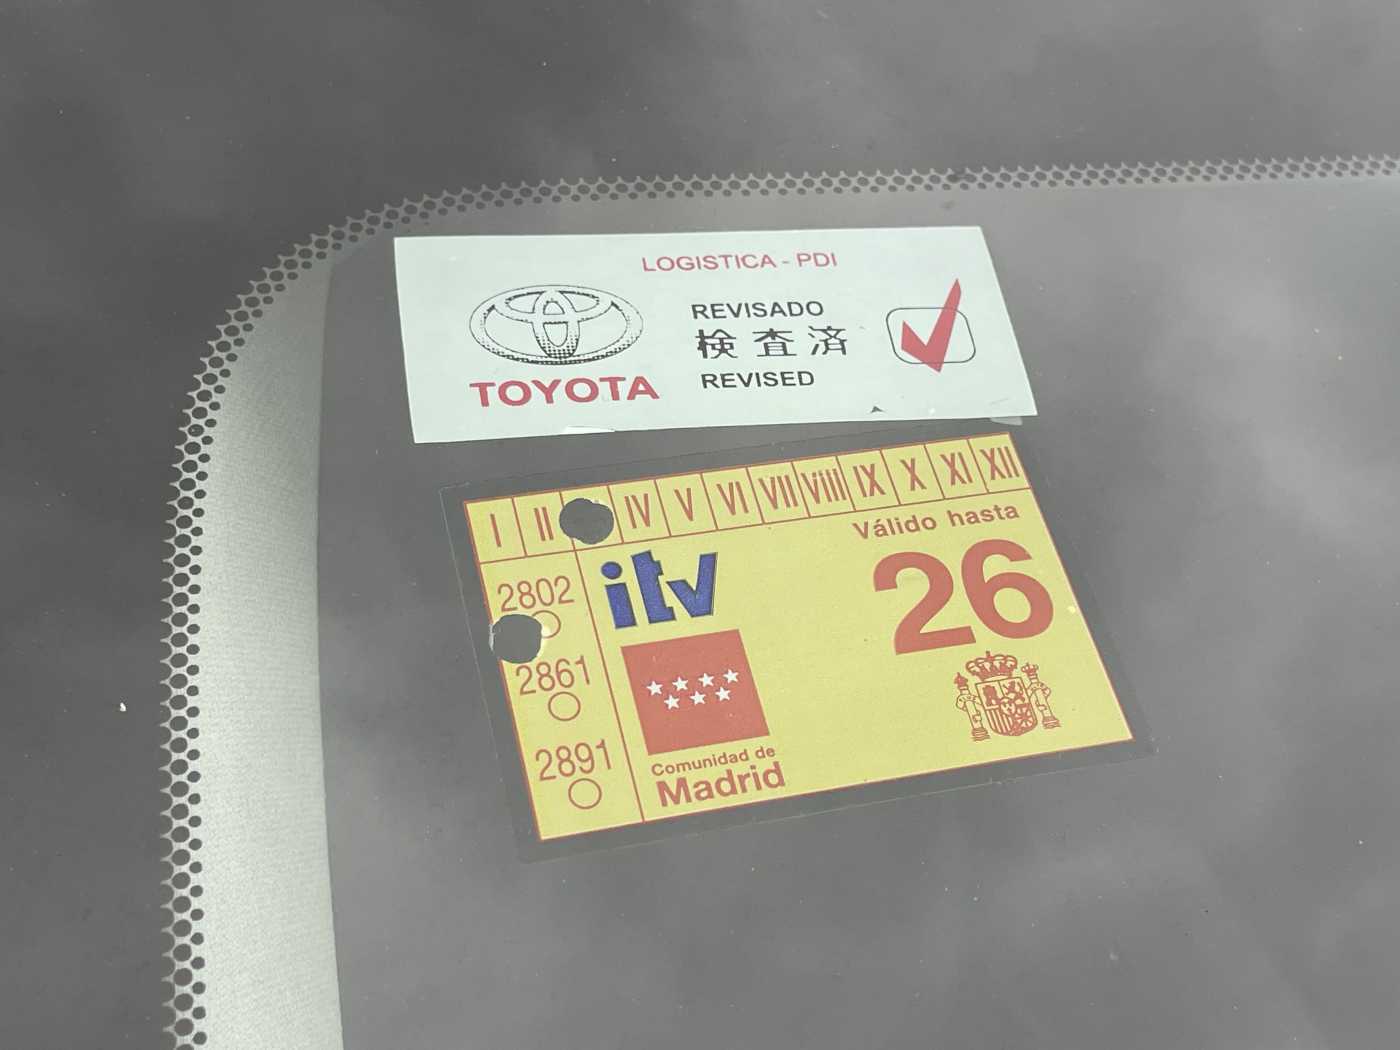 LOGISTICA - PDI
TOYOTA
REVISADO
検査済
REVISED
I II IV V VI VII VIII IX X XI XII
Válido hasta
26
2802
2861
2891
itv
Comunidad de
Madrid